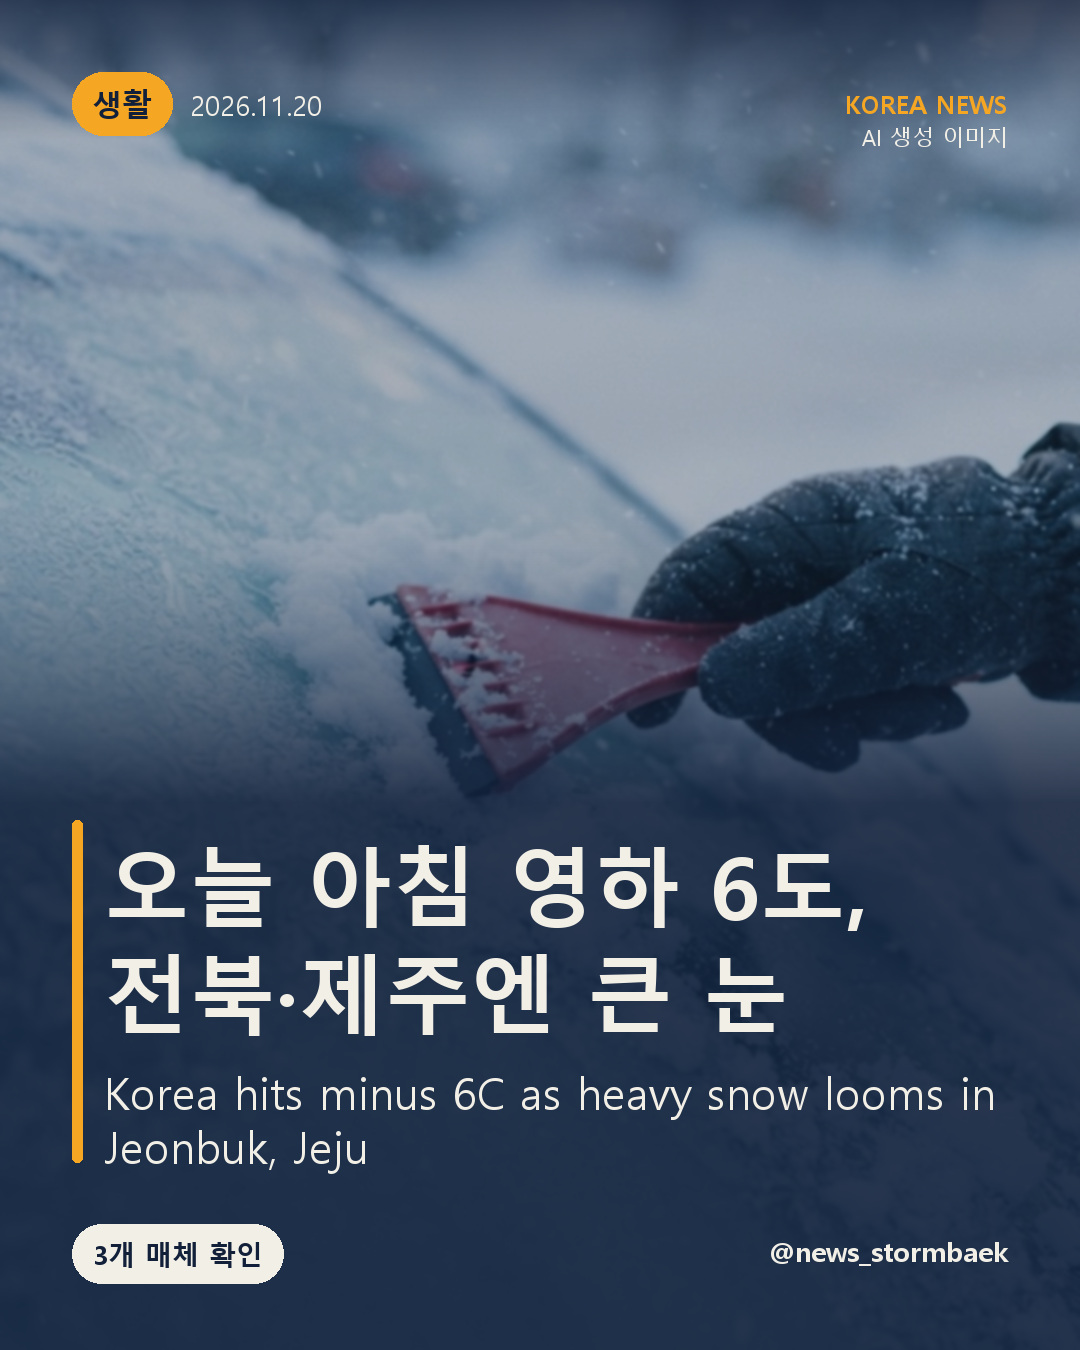 생활
2026.11.20
KOREA NEWS
AI 생성 이미지
오늘 아침 영하 6도,
전북·제주엔 큰 눈
Korea hits minus 6C as heavy snow looms in
Jeonbuk, Jeju
3개 매체 확인
@news_stormbaek